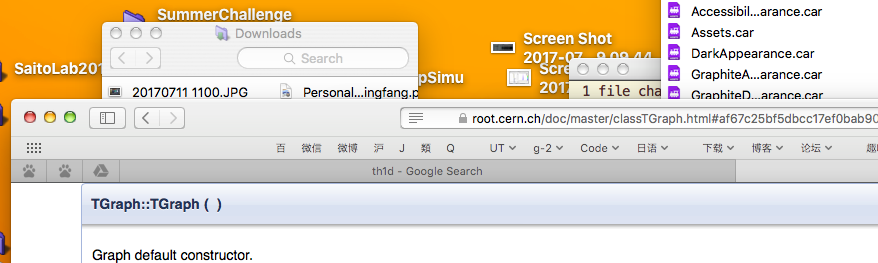 SummerChallenge
Downloads
Search
SaitoLab201
20170711 1100.JPG
Personal...ingfang.p
pSimu
Screen Shot
2017-07...9.09.44
Scre
2017
1 file cha
Accessibil...arance.car
Assets.car
DarkAppearance.car
GraphiteA...arance.car
GraphiteD...arance.car
root.cern.ch/doc/master/classTGraph.html#af67c25bf5dbcc17ef0bab90
百 微信 微博 沪 J 類 Q UT g-2 Code 日语 下载 博客 论坛
th1d - Google Search
TGraph::TGraph ( )
Graph default constructor.